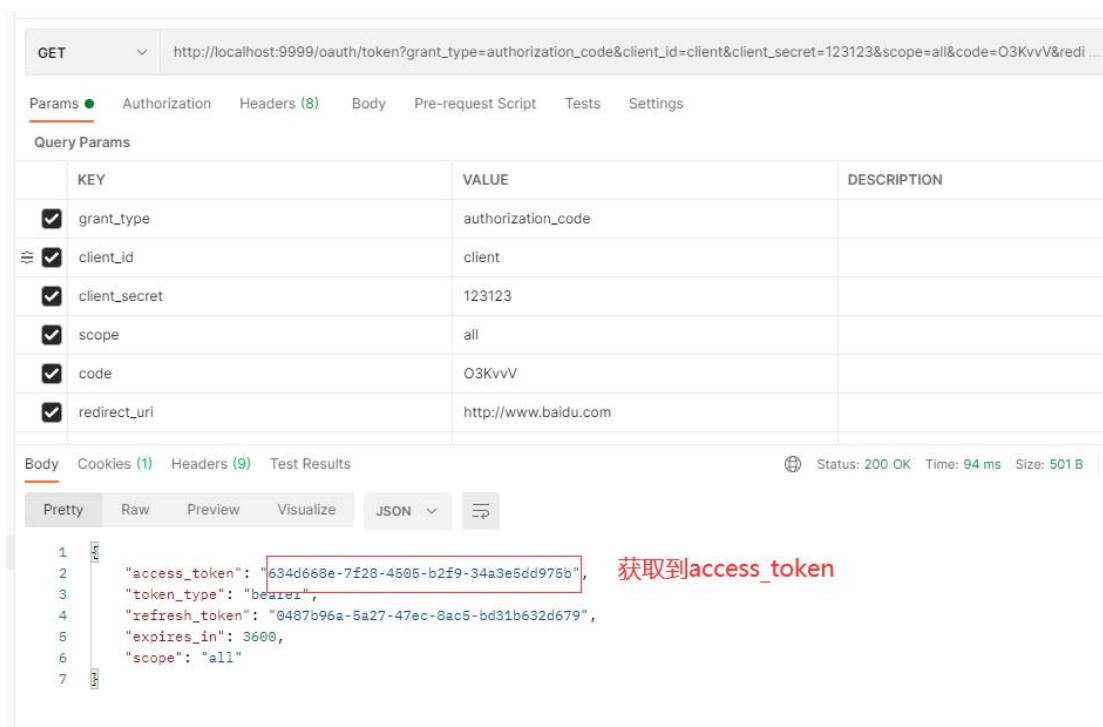 GET http://localhost:9999/oauth/token?grant_type=authorization_code&client_id=client&client_secret=123123&scope=all&code=O3KvvV&redi ...
Params Authorization Headers (8) Body Pre-request Script Tests Settings
Query Params
KEY VALUE DESCRIPTION
grant_type authorization_code
client_id client
client_secret 123123
scope all
code O3KvvV
redirect_uri http://www.baidu.com
Body Cookies (1) Headers (9) Test Results Status: 200 OK Time: 94 ms Size: 501 B
Pretty Raw Preview Visualize JSON
1 {
2 "access_token": "634d668e-7f28-4505-b2f9-34a3e5dd975b", 获取到access_token
3 "token_type": "bearer",
4 "refresh_token": "0487b96a-5a27-47ec-8ac5-bd31b632d679",
5 "expires_in": 3600,
6 "scope": "all"
7 }